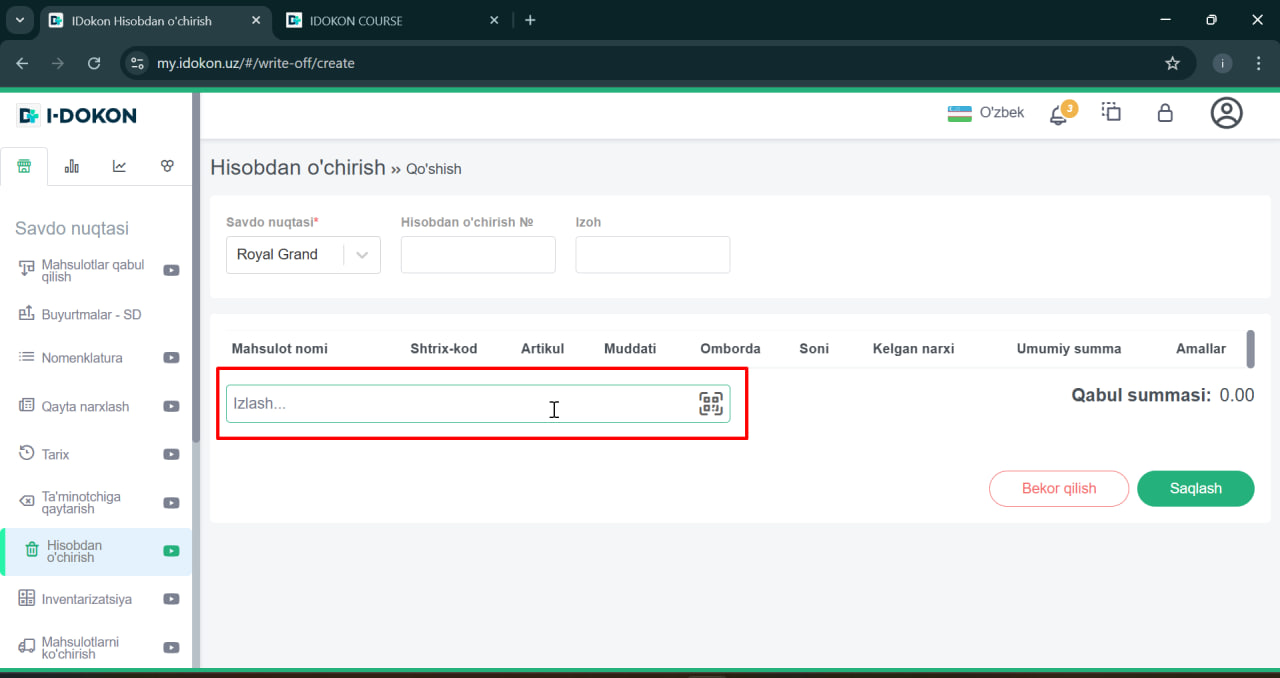 IDokon Hisobdan o'chirish
IDOKON COURSE
my.idokon.uz/#/write-off/create
I-DOKON
O'zbek
3
i
Savdo nuqtasi
Mahsulotlar qabul
qilish
Buyurtmalar - SD
Nomenklatura
Qayta narxlash
Tarix
Ta'minotchiga
qaytarish
Hisobdan
o'chirish
Inventarizatsiya
Mahsulotlarni
ko'chirish
Hisobdan o'chirish » Qo'shish
Savdo nuqtasi* Hisobdan o'chirish № Izoh
Royal Grand
Mahsulot nomi Shtrix-kod Artikul Muddati Omborda Soni Kelgan narxi Umumiy summa Amallar
Izlash...
Qabul summasi: 0.00
Bekor qilish Saqlash